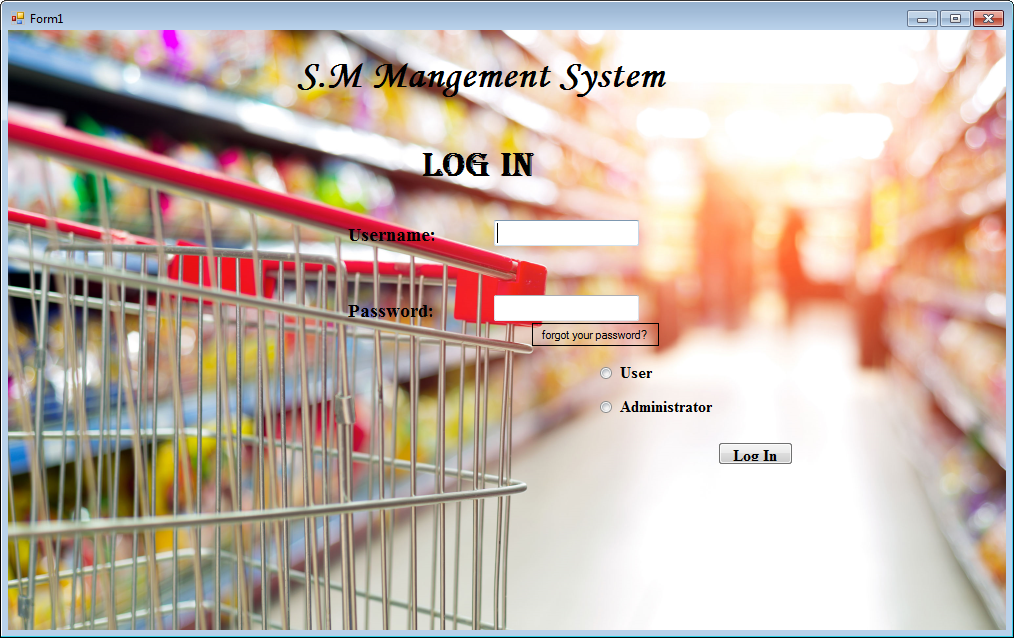 Form1
S.M Mangement System
LOG IN
Username:
Password:
forgot your password?
User
Administrator
Log In